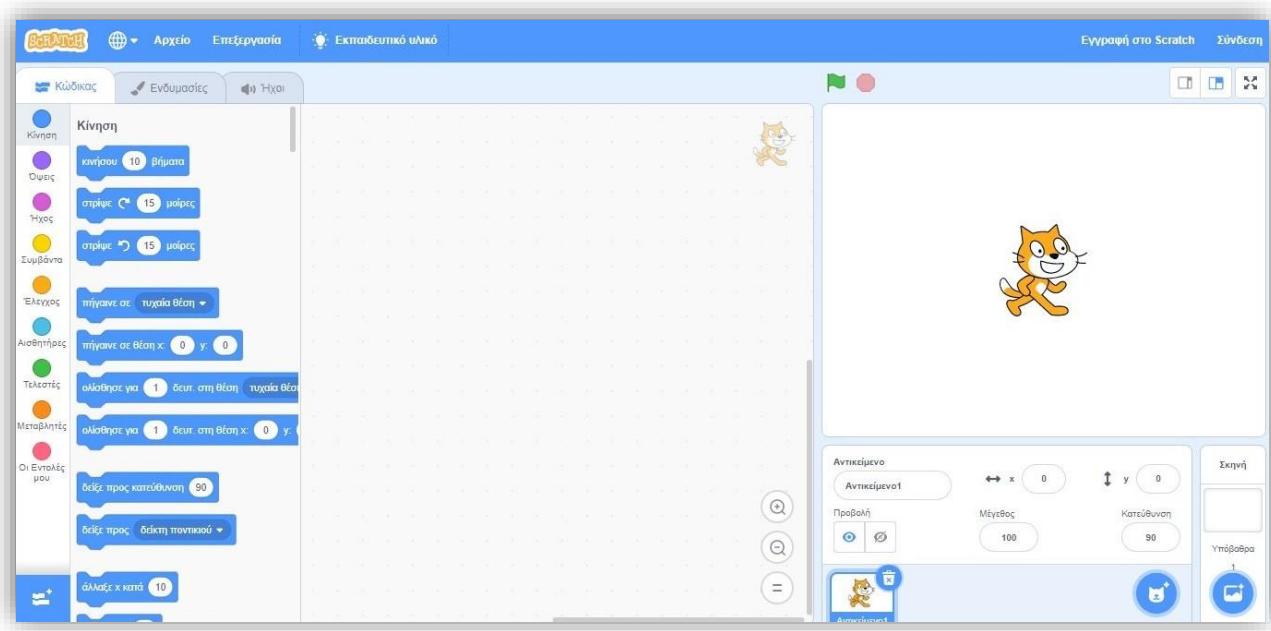 SCRATCH Αρχείο Επεξεργασία Εκπαιδευτικό υλικό Εγγραφή στο Scratch Σύνδεση
Κώδικας Ενδυμασίες Ήχοι
Κίνηση
Όψεις
Ήχος
Συμβάντα
Έλεγχος
Αισθητήρες
Τελεστές
Μεταβλητές
Οι Εντολές
μου
Κίνηση
κινήσου 10 βήματα
στρίψε 15 μοίρες
στρίψε 15 μοίρες
πήγαινε σε τυχαία θέση
πήγαινε σε θέση x: 0 y: 0
ολίσθησε για 1 δευτ. στη θέση τυχαία
ολίσθησε για 1 δευτ. στη θέση x: 0 y:
δείξε προς κατεύθυνση 90
δείξε προς δείκτη ποντικιού
άλλαξε x κατά 10
Αντικείμενο
Αντικείμενο1 x 0 y 0
Προβολή Μέγεθος Κατεύθυνση
100 90
Αντικείμενο1
Σκηνή
Υπόβαθρα
1